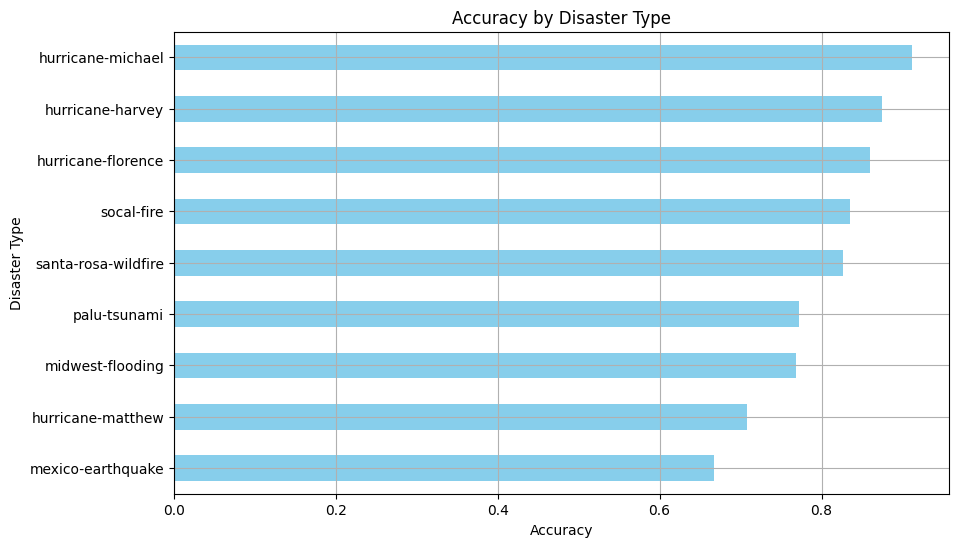 Accuracy by Disaster Type
hurricane-michael
hurricane-harvey
hurricane-florence
socal-fire
santa-rosa-wildfire
palu-tsunami
midwest-flooding
hurricane-matthew
mexico-earthquake
Disaster Type
0.0 0.2 0.4 0.6 0.8
Accuracy